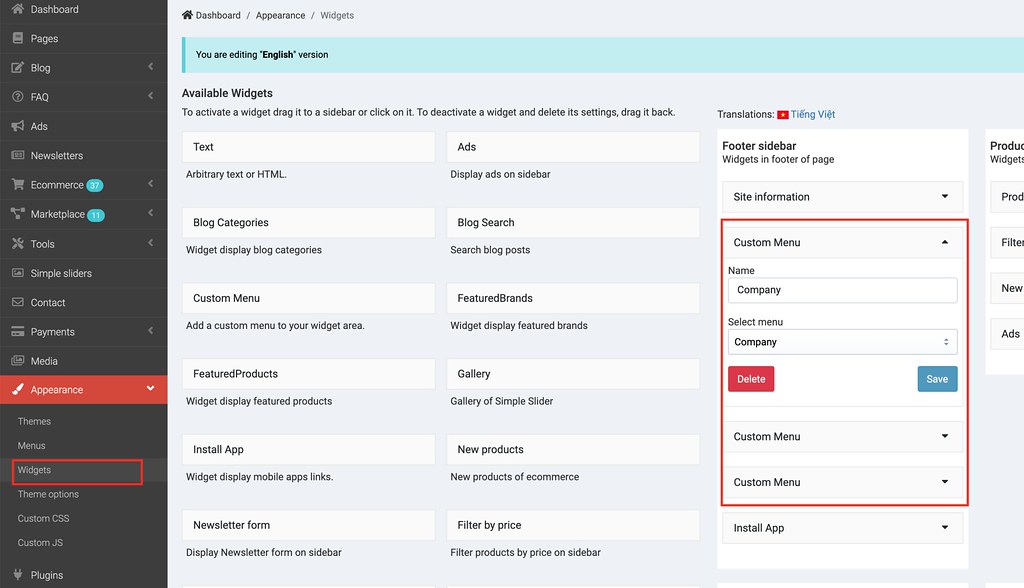 Dashboard
Pages
Blog
FAQ
Ads
Newsletters
Ecommerce 37
Marketplace 11
Tools
Simple sliders
Contact
Payments
Media
Appearance
Themes
Menus
Widgets
Theme options
Custom CSS
Custom JS
Plugins
Dashboard / Appearance / Widgets
You are editing "English" version
Available Widgets
To activate a widget drag it to a sidebar or click on it. To deactivate a widget and delete its settings, drag it back.
Text
Arbitrary text or HTML.
Ads
Display ads on sidebar
Blog Categories
Widget display blog categories
Blog Search
Search blog posts
Custom Menu
Add a custom menu to your widget area.
FeaturedBrands
Widget display featured brands
FeaturedProducts
Widget display featured products
Gallery
Gallery of Simple Slider
Install App
Widget display mobile apps links.
New products
New products of ecommerce
Newsletter form
Display Newsletter form on sidebar
Filter by price
Filter products by price on sidebar
Translations: Tiếng Việt
Footer sidebar
Widgets in footer of page
Site information
Custom Menu
Name
Company
Select menu
Company
Delete Save
Custom Menu
Custom Menu
Install App
Produc
Widgets
Prod
Filter
New
Ads